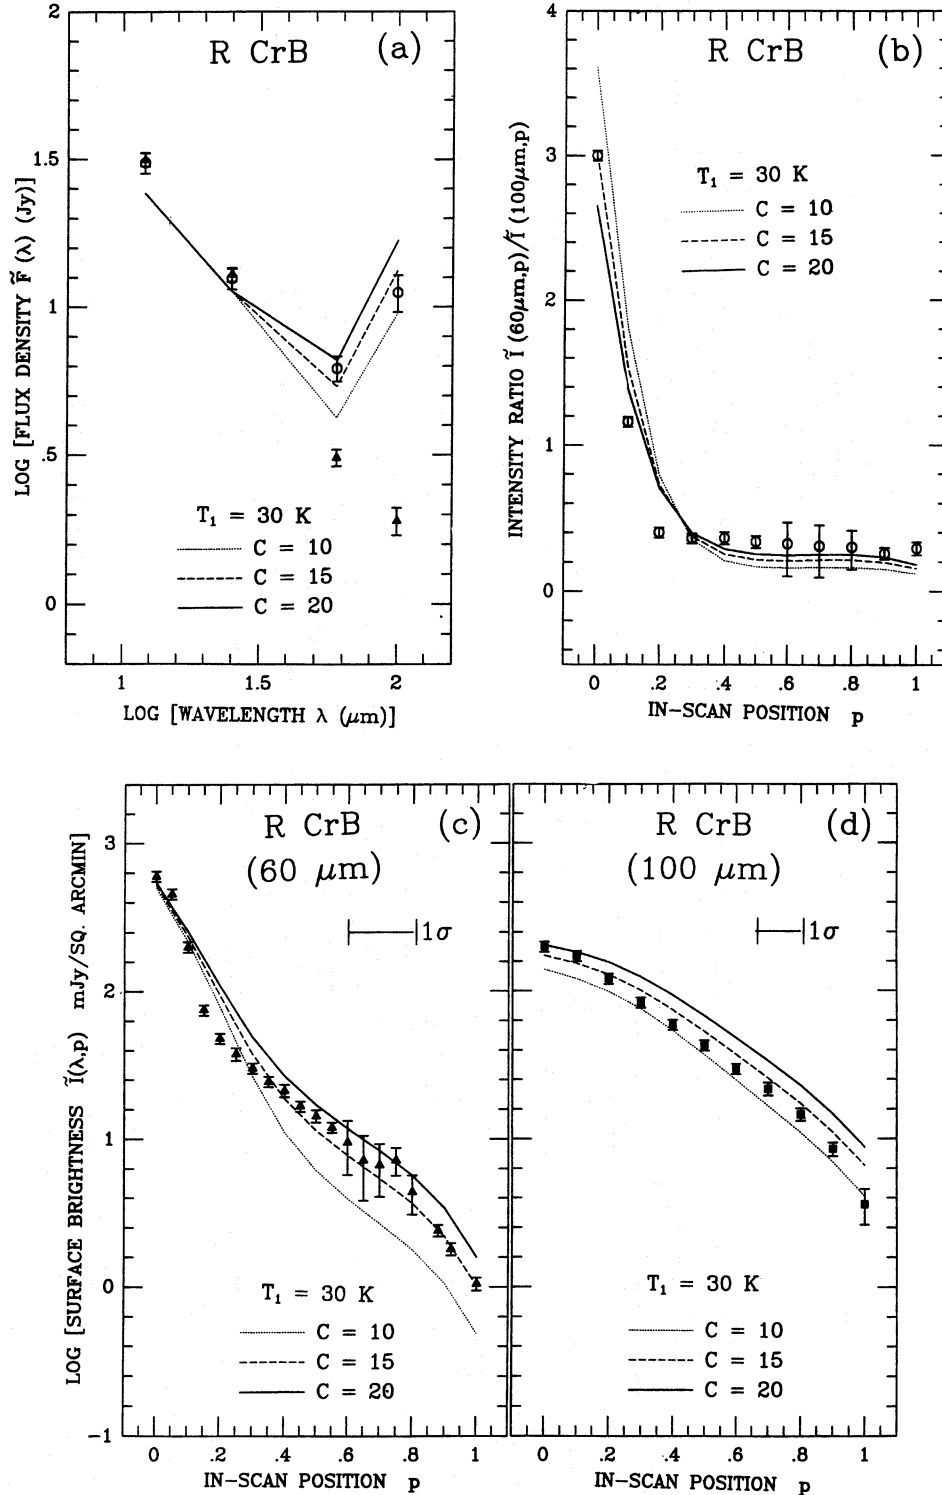 R CrB (a)
2
1.5
1
.5
0
LOG [FLUX DENSITY F̃ (λ) (Jy)]
T₁ = 30 K
C = 10
C = 15
C = 20
1 1.5 2
LOG [WAVELENGTH λ (μm)]
R CrB (b)
4
3
2
1
0
INTENSITY RATIO Ĩ (60μm,p)/Ĩ (100μm,p)
T₁ = 30 K
C = 10
C = 15
C = 20
0 .2 .4 .6 .8 1
IN-SCAN POSITION p
R CrB (c)
(60 μm)
3
2
1
0
-1
LOG [SURFACE BRIGHTNESS Ĩ(λ,p) mJy/SQ. ARCMIN]
1σ
T₁ = 30 K
C = 10
C = 15
C = 20
0 .2 .4 .6 .8 1
IN-SCAN POSITION p
R CrB (d)
(100 μm)
1σ
T₁ = 30 K
C = 10
C = 15
C = 20
0 .2 .4 .6 .8 1
IN-SCAN POSITION p